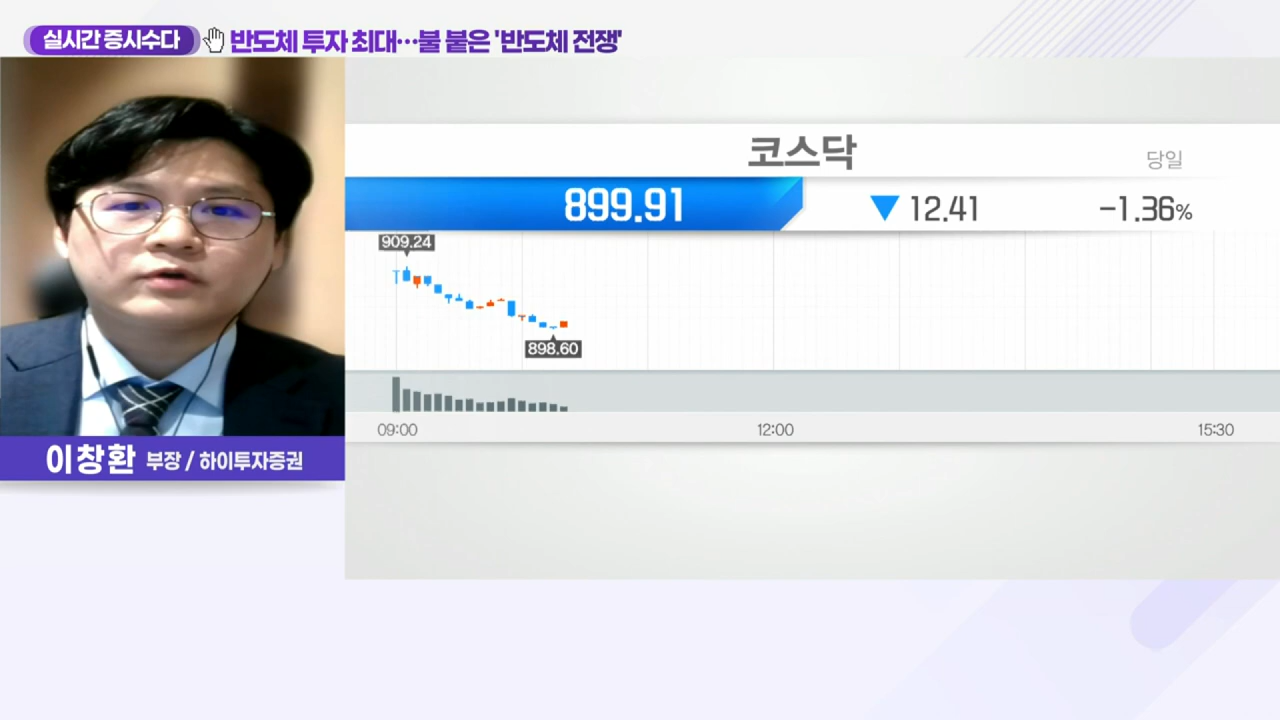 실시간 증시수다 반도체 투자 최대…불 붙은 '반도체 전쟁'
코스닥 당일
899.91 ▼ 12.41 -1.36%
909.24
898.60
09:00 12:00 15:30
이창환 부장 / 하이투자증권